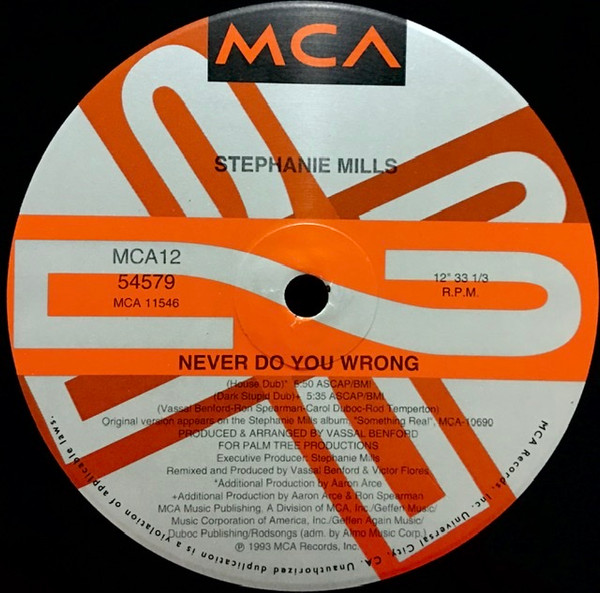 MCA
STEPHANIE MILLS
MCA12
54579
MCA 11546
12" 33 1/3
R.P.M.
NEVER DO YOU WRONG
(House Dub)* 6:50 ASCAP/BMI
(Dark Stupid Dub)+ 5:35 ASCAP/BMI
(Vassal Benford-Ron Spearman-Carol Duboc-Rod Temperton)
Original version appears on the Stephanie Mills album, "Something Real", MCA-10690
PRODUCED & ARRANGED BY VASSAL BENFORD
FOR PALM TREE PRODUCTIONS
Executive Producer: Stephanie Mills
Remixed and Produced by Vassal Benford & Victor Flores
*Additional Production by Aaron Arce
+Additional Production by Aaron Arce & Ron Spearman
MCA Music Publishing, A Division of MCA, Inc./Geffen Music/
Music Corporation of America, Inc./Geffen Again Music/
Duboc Publishing/Rodsongs (adm. by Almo Music Corp.)
℗ 1993 MCA Records, Inc.
MCA Records, Inc. Universal City, CA. Unauthorized duplication is a violation of applicable laws.